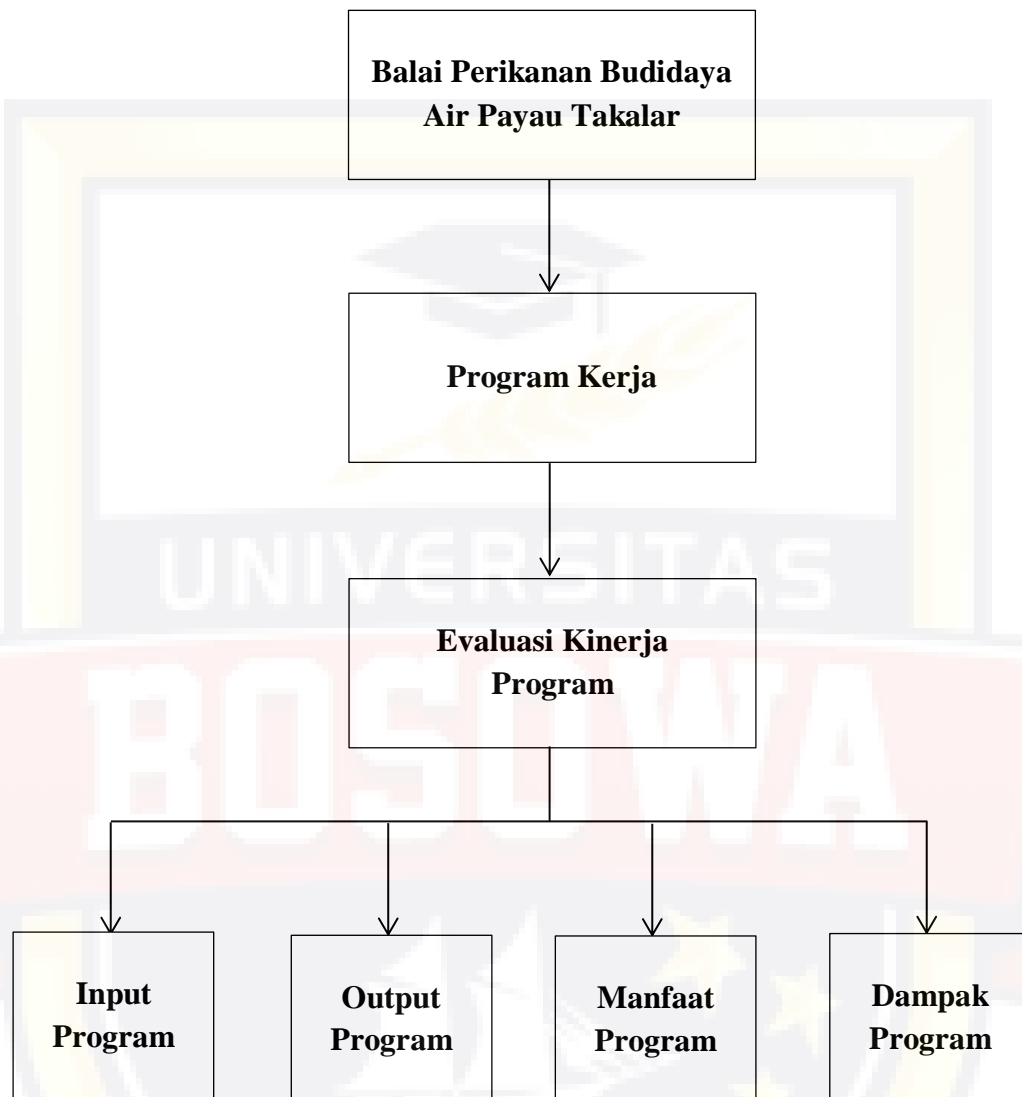 Balai Perikanan Budidaya
Air Payau Takalar
Program Kerja
UNIVERSITAS
Evaluasi Kinerja
Program
BOSOWA
Input
Program
Output
Program
Manfaat
Program
Dampak
Program